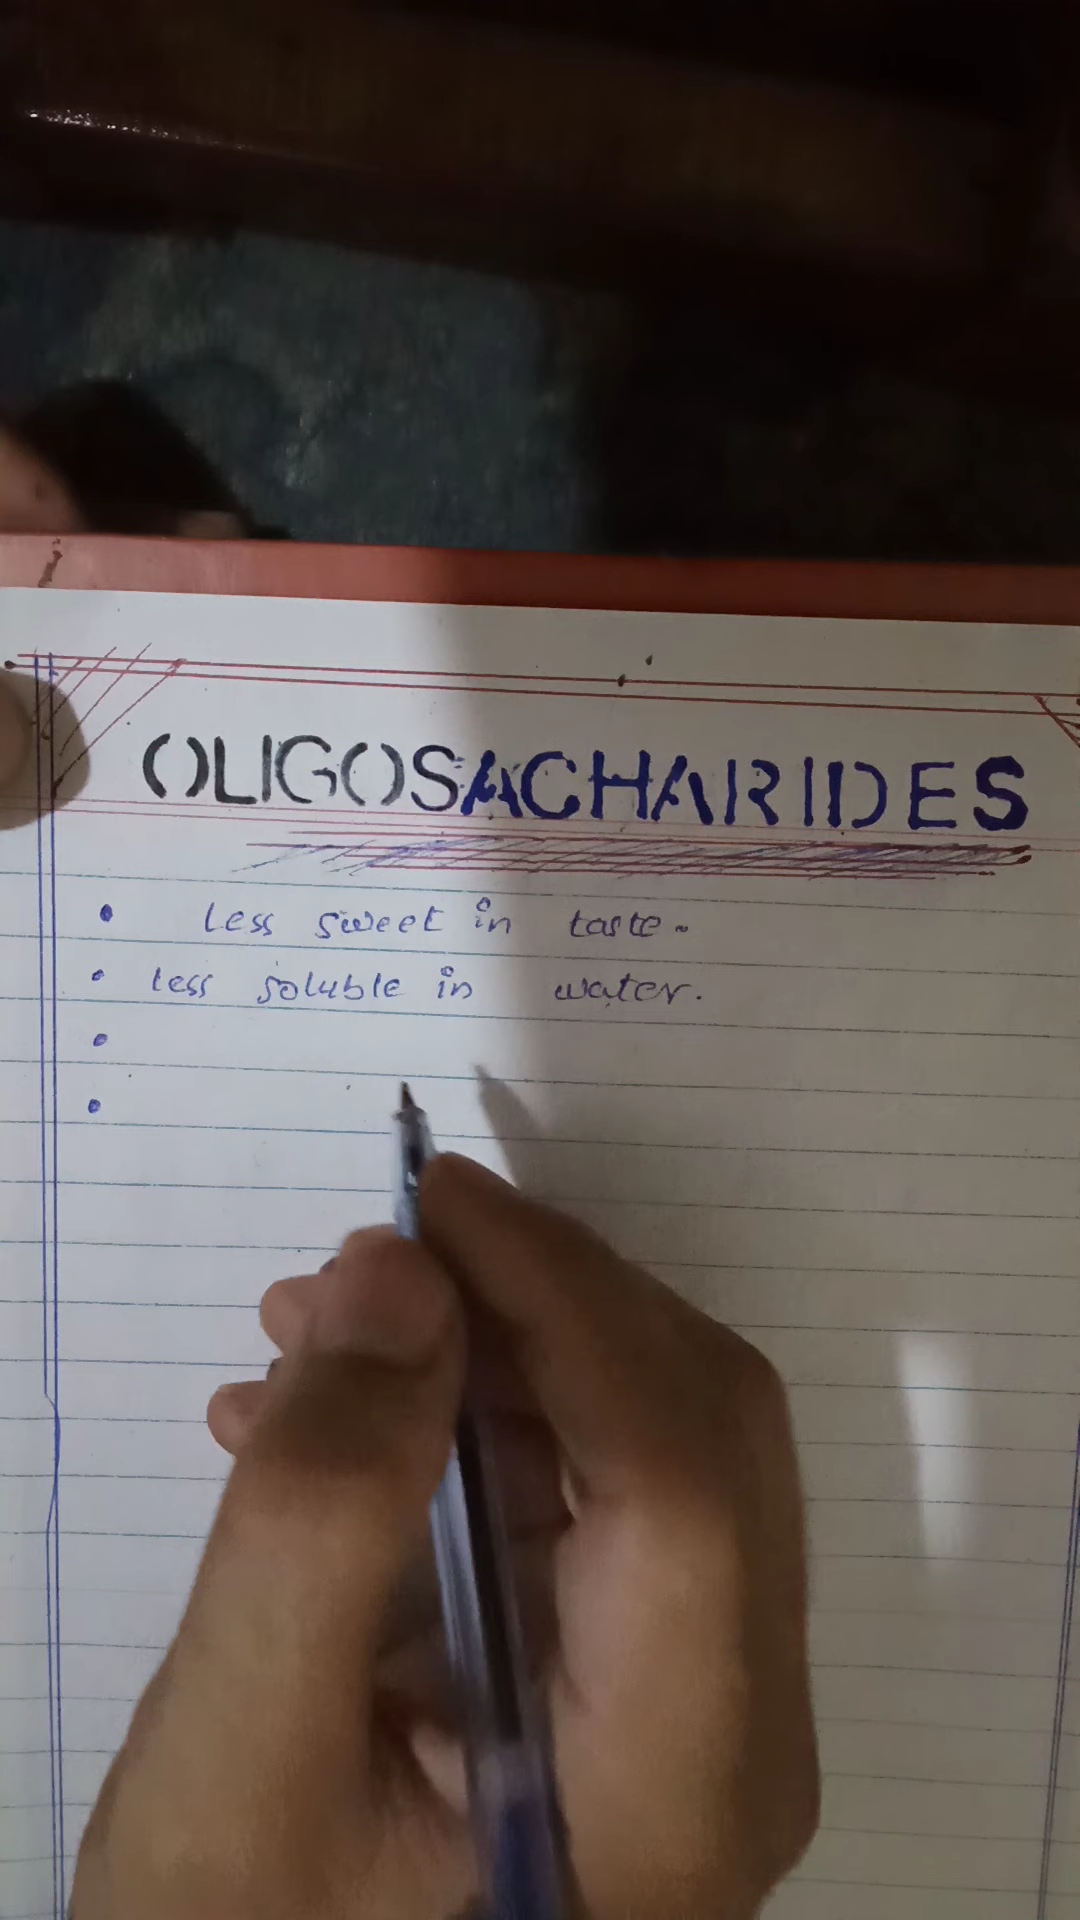 OLIGOSACHARIDES
• Less sweet in taste.
• less soluble in water.
•
•